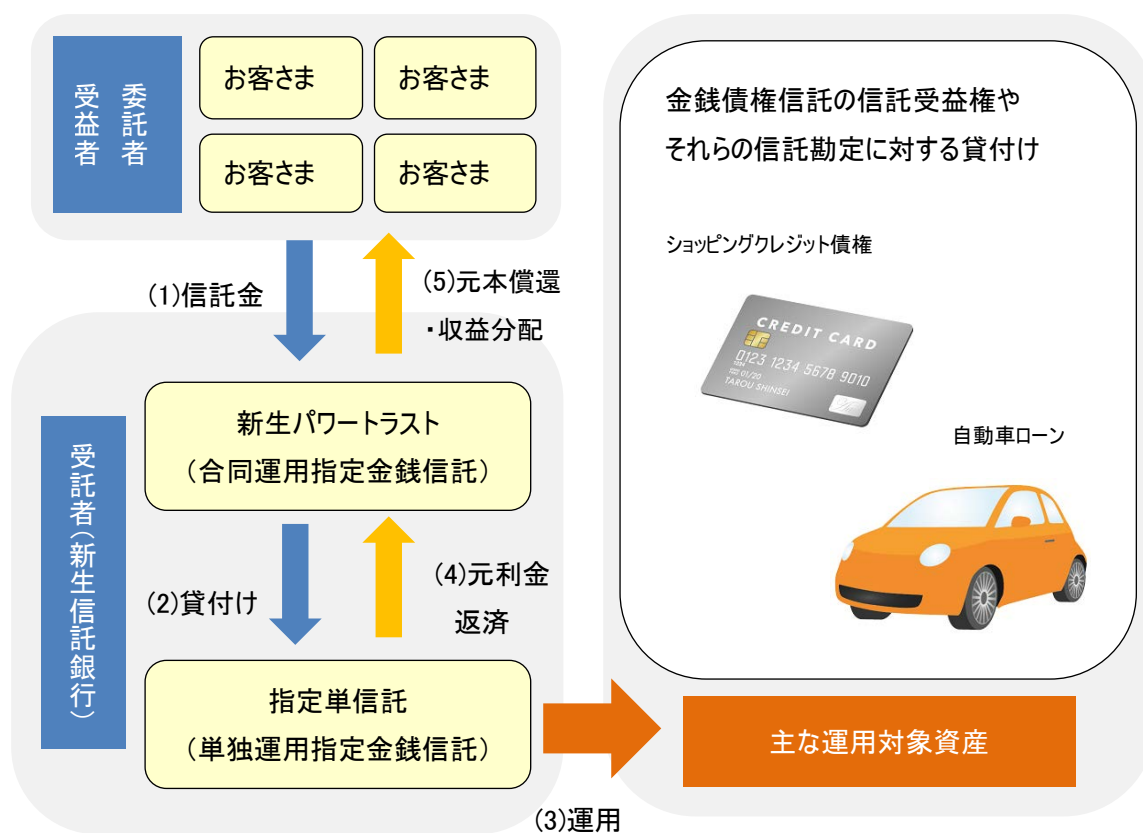 委託者
受益者
お客さま
お客さま
お客さま
お客さま
(1)信託金
(5)元本償還
・収益分配
受託者(新生信託銀行)
新生パワートラスト
(合同運用指定金銭信託)
(2)貸付け
(4)元利金
返済
指定単信託
(単独運用指定金銭信託)
(3)運用
金銭債権信託の信託受益権や
それらの信託勘定に対する貸付け
ショッピングクレジット債権
CREDIT CARD
0123 1234 5678 9010
01/20
TAROU SHINSEI
自動車ローン
主な運用対象資産